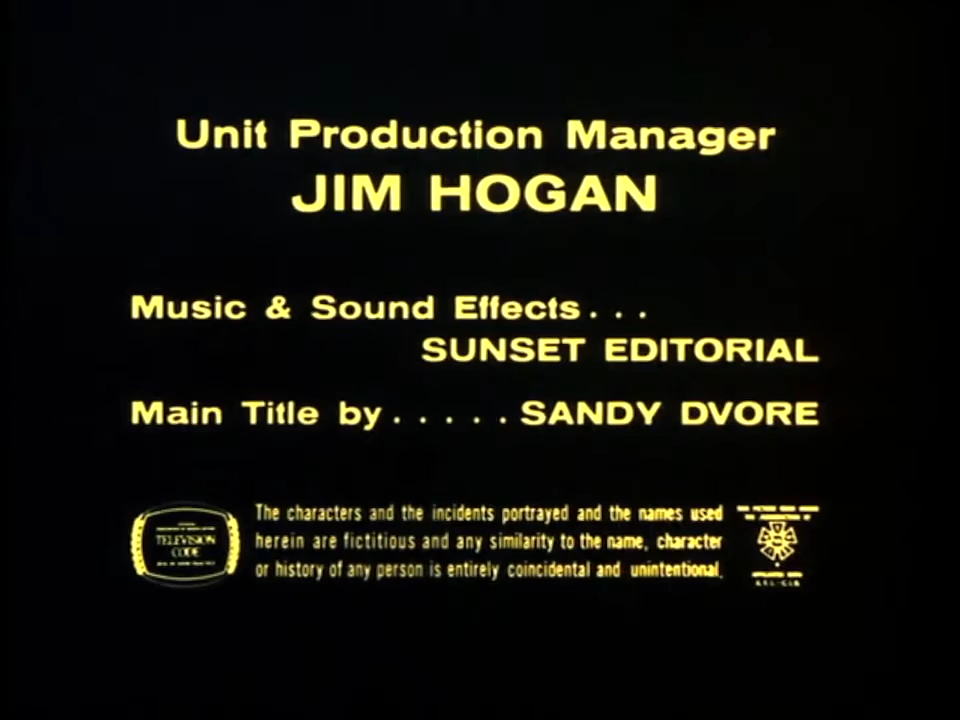 Unit Production Manager
JIM HOGAN
Music & Sound Effects...
SUNSET EDITORIAL
Main Title by.....SANDY DVORE
The characters and the incidents portrayed and the names used
herein are fictitious and any similarity to the name, character
or history of any person is entirely coincidental and unintentional.
TELEVISION
CODE